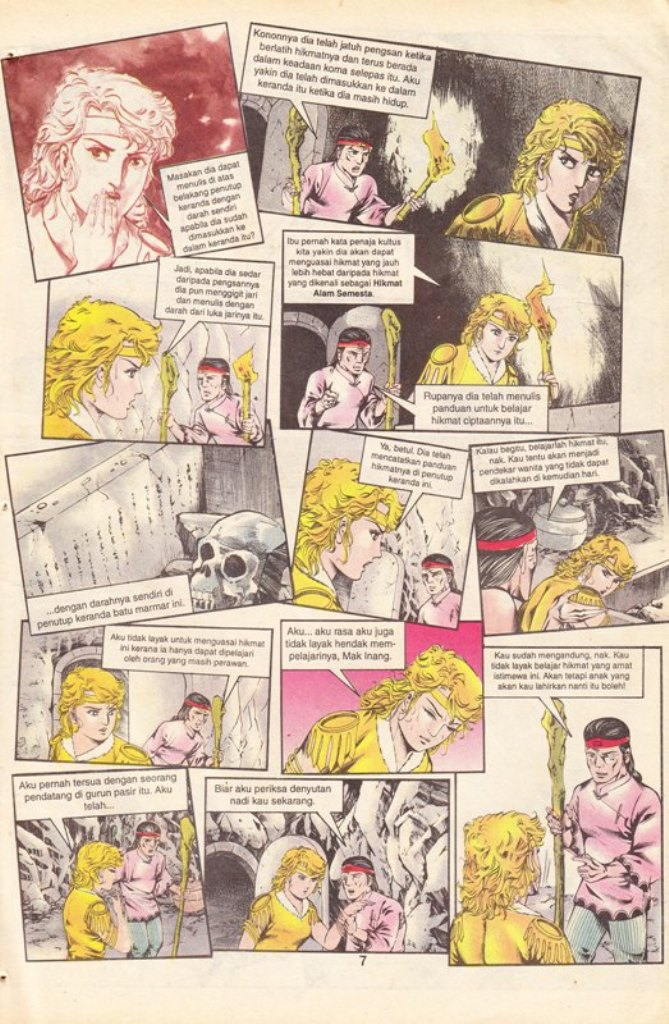 Masakan dia dapat
menulis di atas
belakang penutup
keranda dengan
darah sendiri
apabila dia sudah
dimasukkan ke
dalam keranda itu?
Kononnya dia telah jatuh pengsan ketika
berlatih hikmatnya dan terus berada
dalam keadaan koma selepas itu. Aku
yakin dia telah dimasukkan ke dalam
keranda itu ketika dia masih hidup.
Jadi, apabila dia sedar
daripada pengsannya
dia pun menggigit jari
dan menulis dengan
darah dari luka jarinya itu.
Ibu pernah kata penaja kultus
kita yakin dia akan dapat
menguasai hikmat yang jauh
lebih hebat daripada hikmat
yang dikenali sebagai Hikmat
Alam Semesta.
Rupanya dia telah menulis
panduan untuk belajar
hikmat ciptaannya itu...
...dengan darahnya sendiri di
penutup keranda batu marmar ini.
Ya, betul. Dia telah
mencatatkan panduan
hikmatnya di penutup
keranda ini.
Kalau begitu, belajarlah hikmat itu,
nak. Kau tentu akan menjadi
pendekar wanita yang tidak dapat
dikalahkan di kemudian hari.
Aku tidak layak untuk menguasai hikmat
ini kerana ia hanya dapat dipelajari
oleh orang yang masih perawan.
Aku... aku rasa aku juga
tidak layak hendak mem-
pelajarinya, Mak Inang.
Kau sudah mengandung, nak. Kau
tidak layak belajar hikmat yang amat
istimewa ini. Akan tetapi anak yang
akan kau lahirkan nanti itu boleh!
Aku pernah tersua dengan seorang
pendatang di gurun pasir itu. Aku
telah...
Biar aku periksa denyutan
nadi kau sekarang.
7